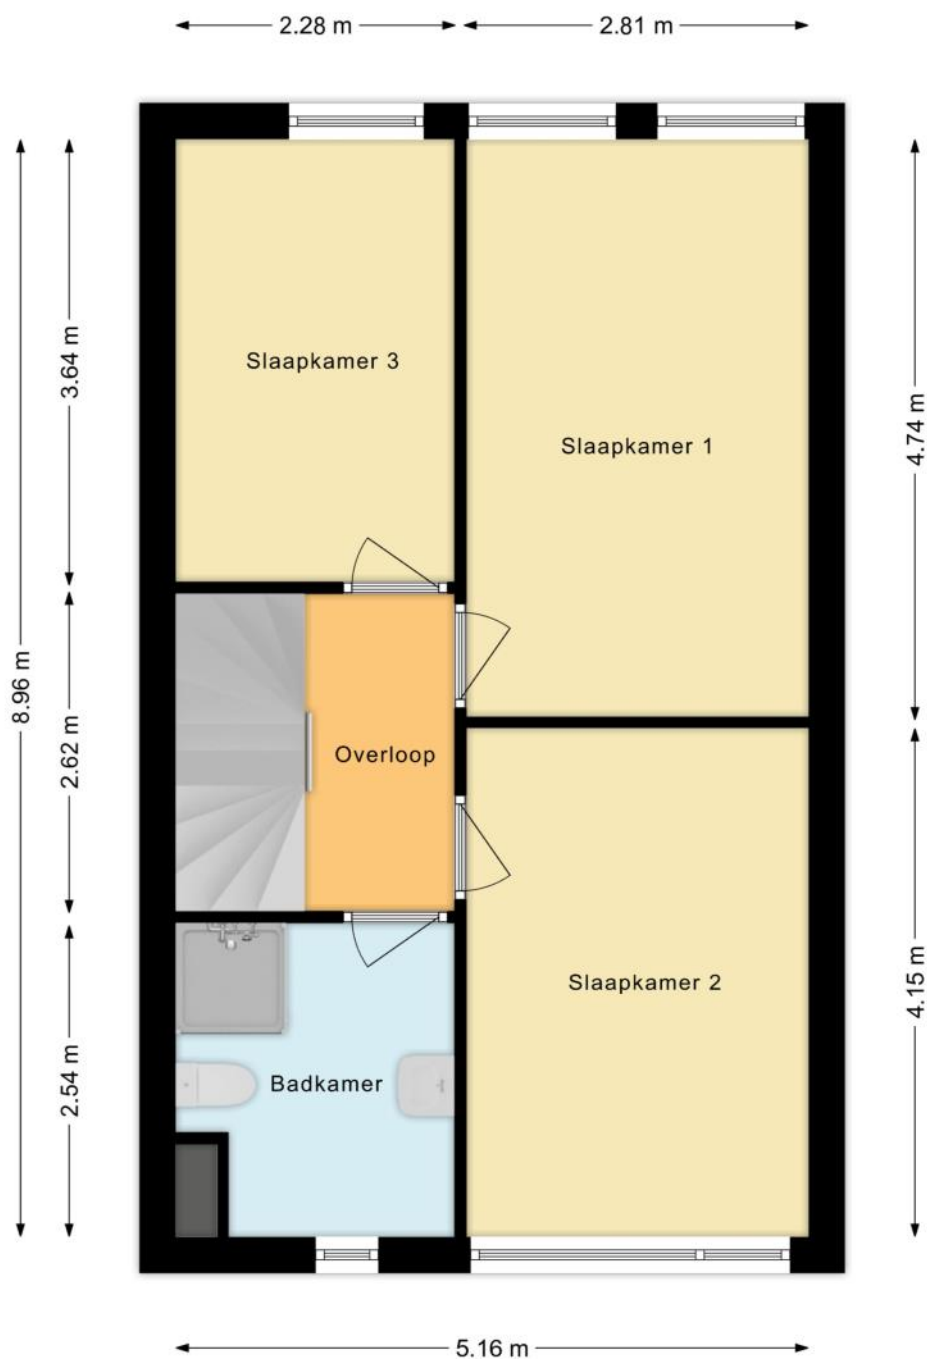 2.28 m
2.81 m
3.64 m
Slaapkamer 3
4.74 m
Slaapkamer 1
8.96 m
2.62 m
Overloop
4.15 m
Slaapkamer 2
2.54 m
Badkamer
5.16 m